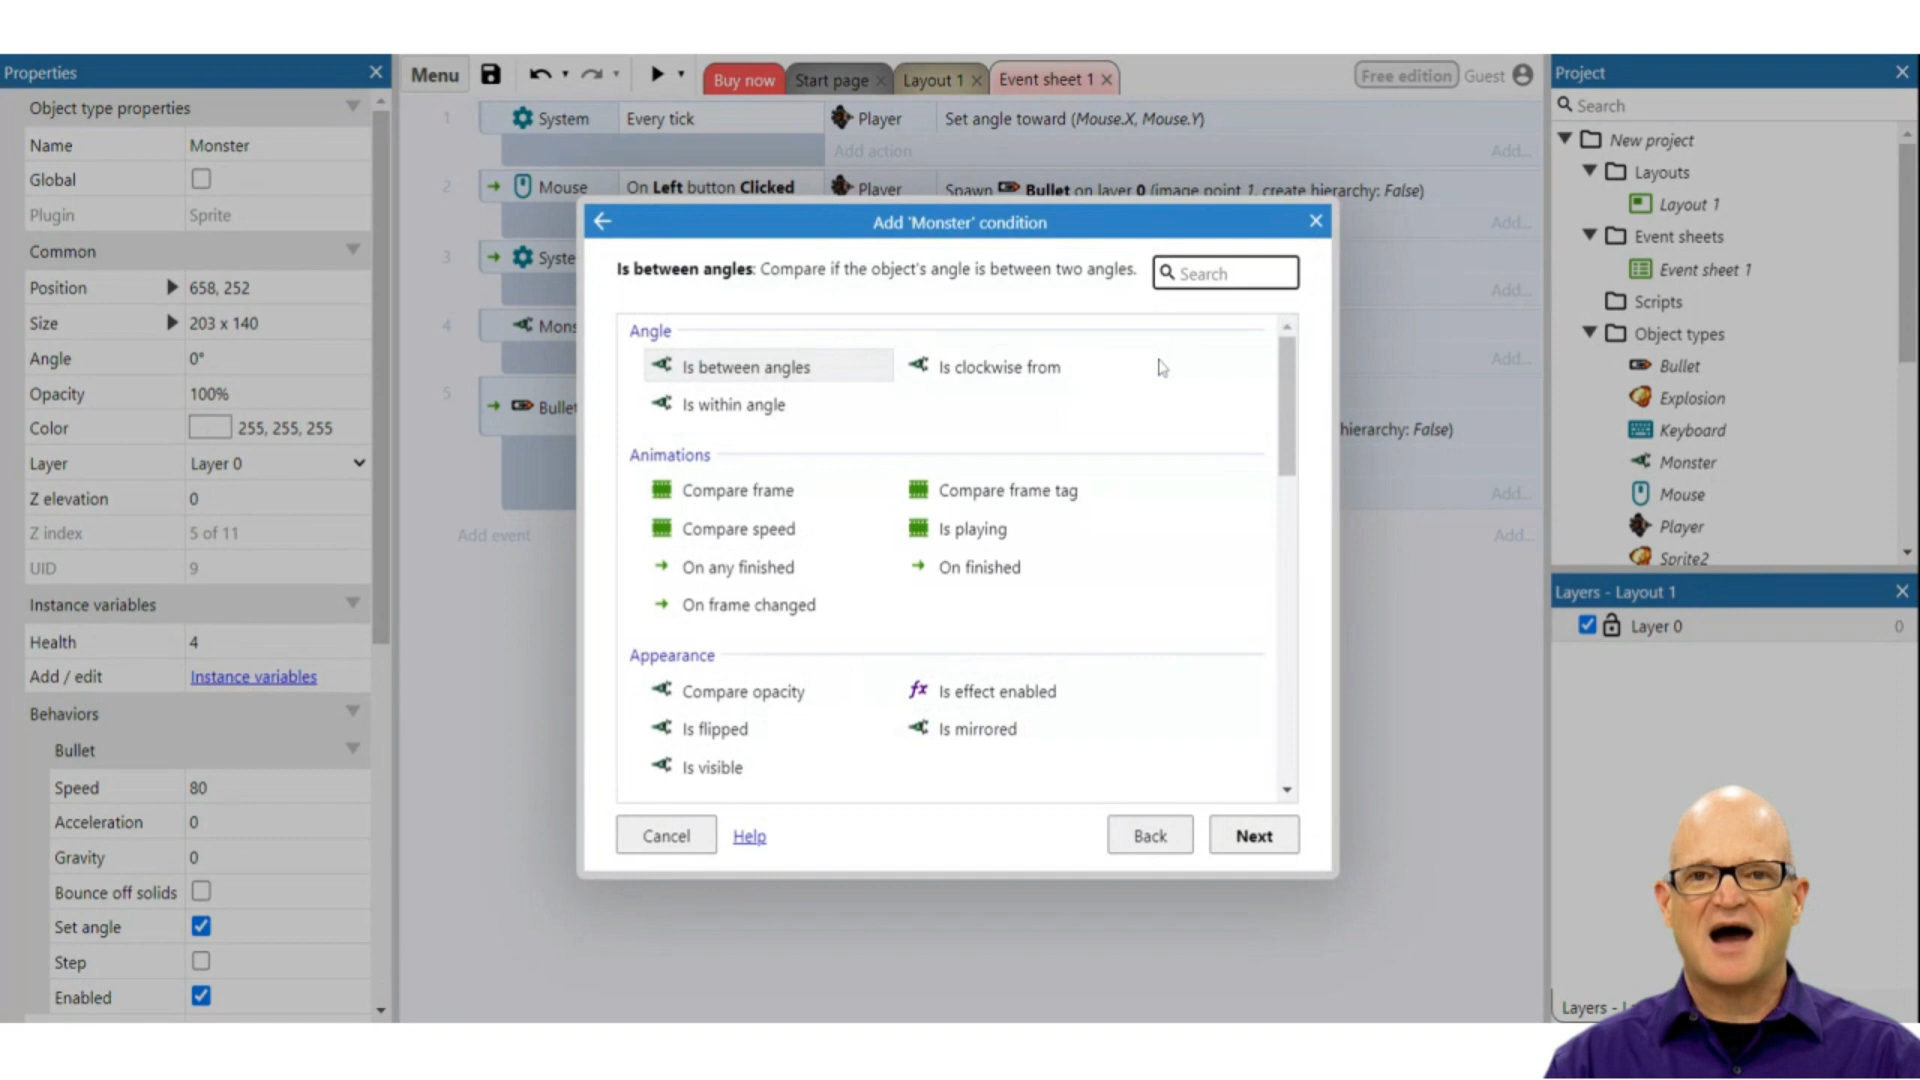 Properties
Object type properties
Name Monster
Global
Plugin Sprite
Common
Position 658, 252
Size 203 x 140
Angle 0°
Opacity 100%
Color 255, 255, 255
Layer Layer 0
Z elevation 0
Z index 5 of 11
UID 9
Instance variables
Health 4
Add / edit Instance variables
Behaviors
Bullet
Speed 80
Acceleration 0
Gravity 0
Bounce off solids
Set angle
Step
Enabled
Menu Buy now Start page Layout 1 Event sheet 1 Free edition Guest
1 System Every tick Player Set angle toward (Mouse.X, Mouse.Y)
Add action Add...
2 Mouse On Left button Clicked Player Spawn Bullet on layer 0 (image point 1, create hierarchy: False)
Add...
3 Syste
Add...
4 Mons
Add...
5 Bullet
hierarchy: False)
Add...
Add event Add...
Add 'Monster' condition
Is between angles: Compare if the object's angle is between two angles. Search
Angle
Is between angles Is clockwise from
Is within angle
Animations
Compare frame Compare frame tag
Compare speed Is playing
On any finished On finished
On frame changed
Appearance
Compare opacity fx Is effect enabled
Is flipped Is mirrored
Is visible
Cancel Help Back Next
Project
Search
New project
Layouts
Layout 1
Event sheets
Event sheet 1
Scripts
Object types
Bullet
Explosion
Keyboard
Monster
Mouse
Player
Sprite2
Layers - Layout 1
Layer 0 0
Layers - L